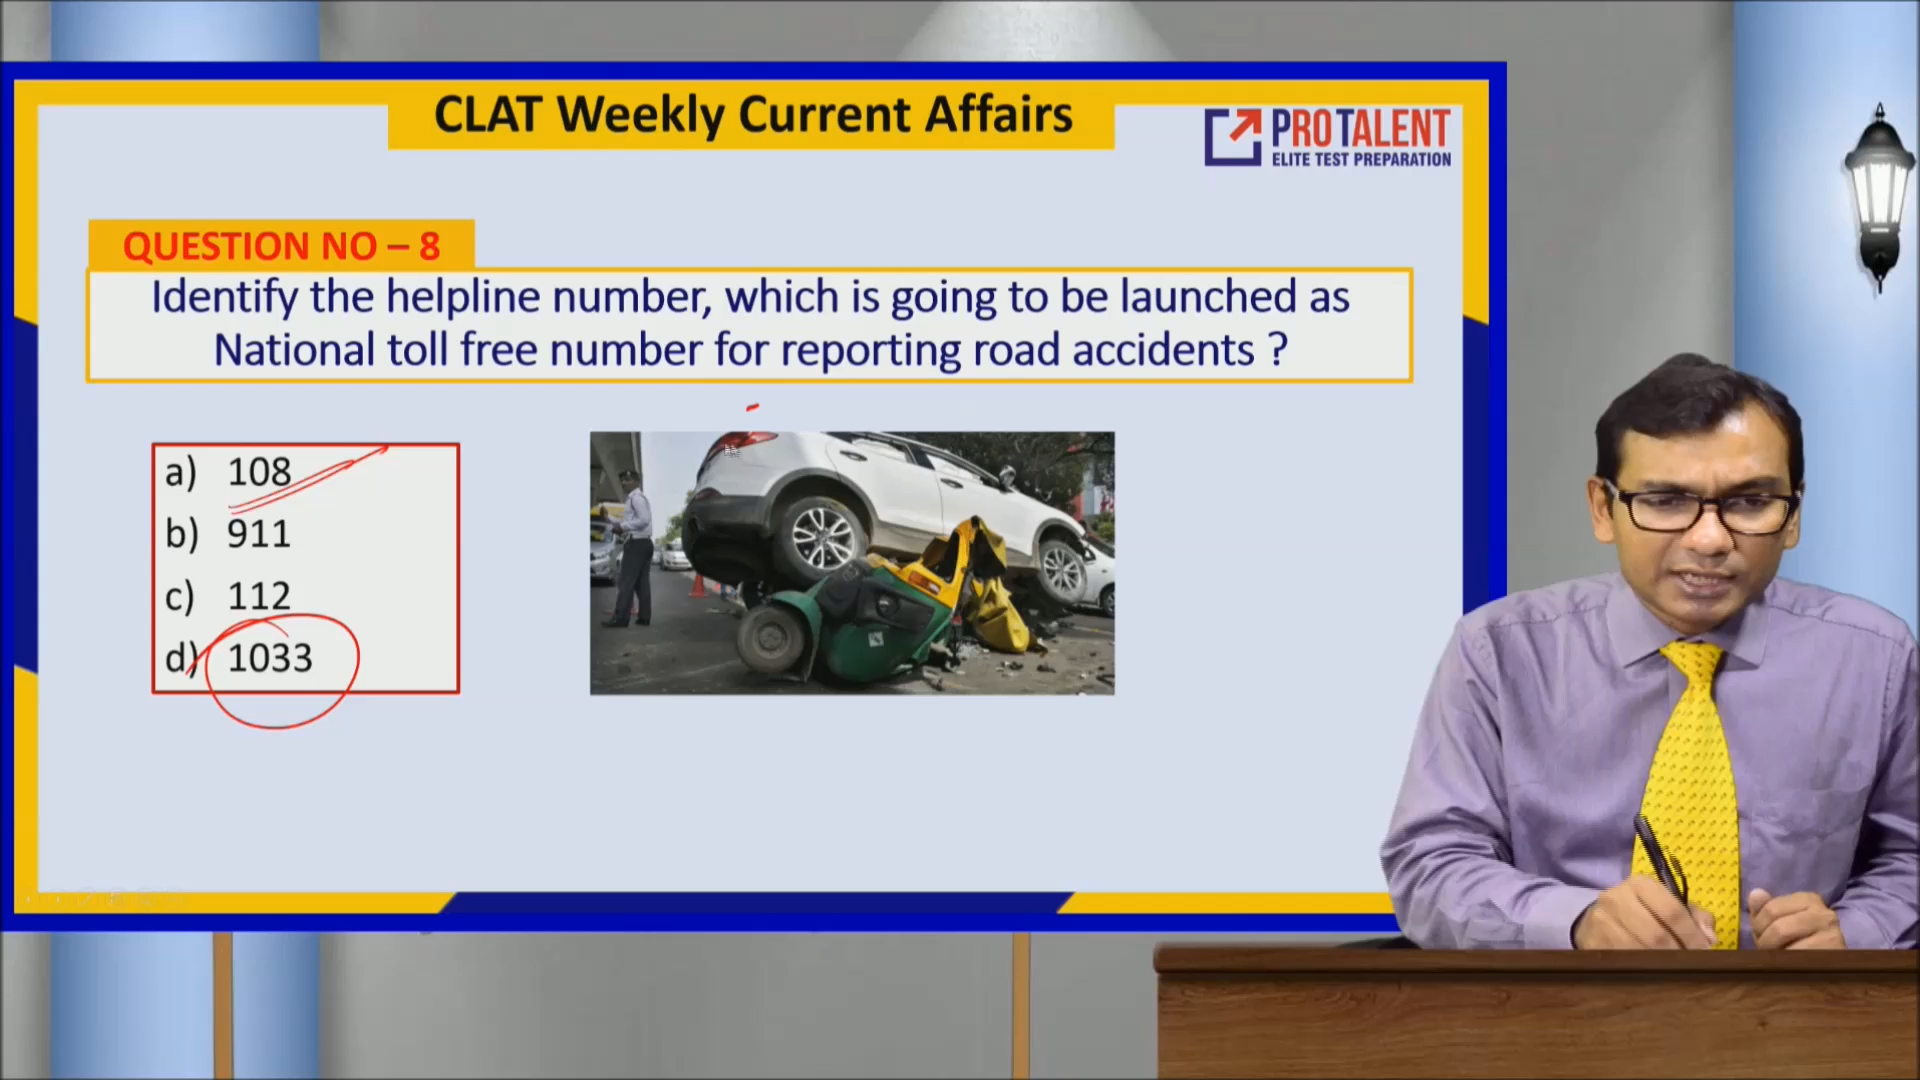 CLAT Weekly Current Affairs
PROTALENT
ELITE TEST PREPARATION
QUESTION NO – 8
Identify the helpline number, which is going to be launched as
National toll free number for reporting road accidents ?
a) 108
b) 911
c) 112
d) 1033